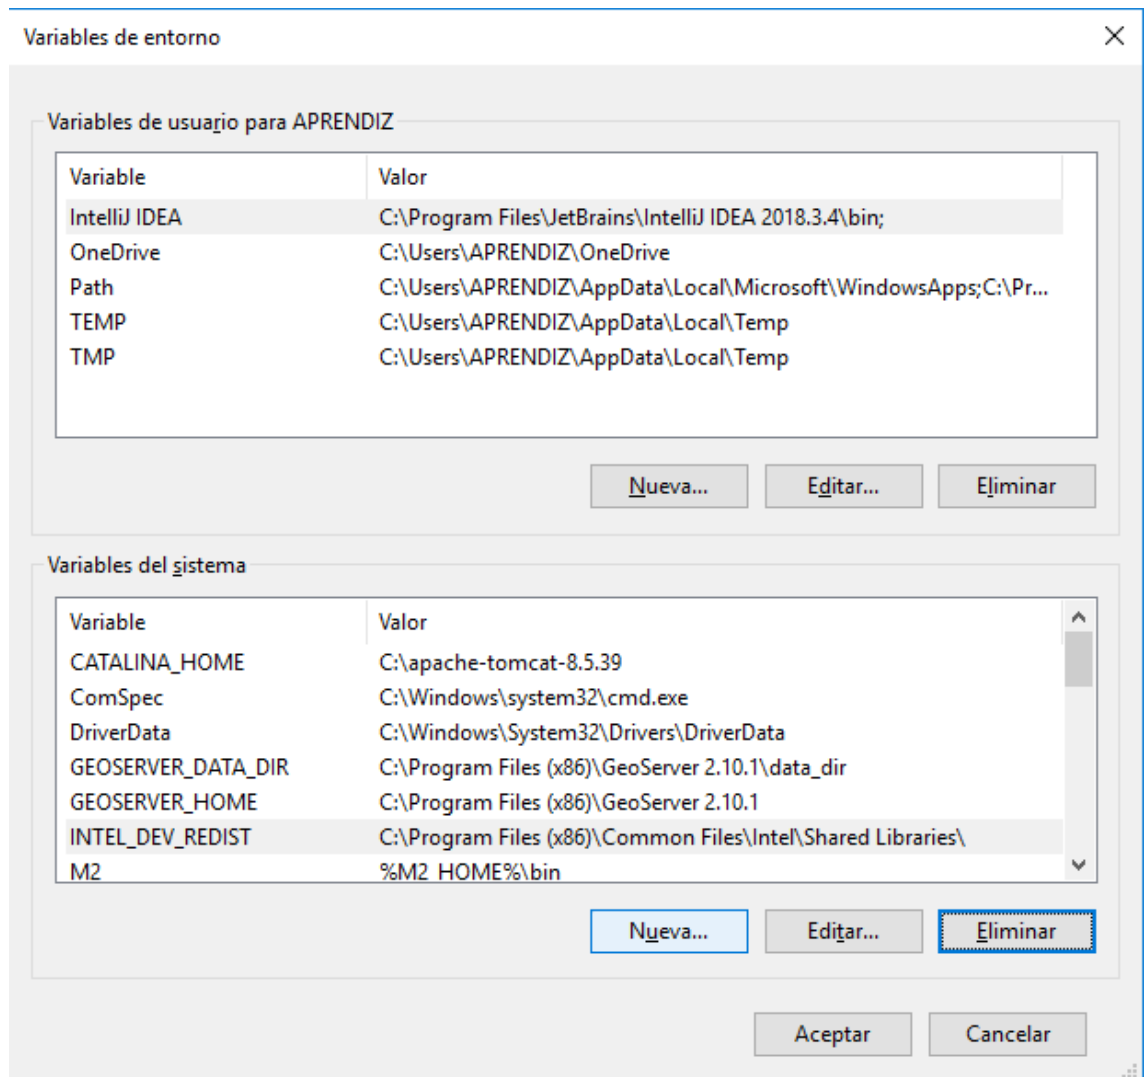 Variables de entorno
Variables de usuario para APRENDIZ
Variable Valor
IntelliJ IDEA C:\Program Files\JetBrains\IntelliJ IDEA 2018.3.4\bin;
OneDrive C:\Users\APRENDIZ\OneDrive
Path C:\Users\APRENDIZ\AppData\Local\Microsoft\WindowsApps;C:\Pr...
TEMP C:\Users\APRENDIZ\AppData\Local\Temp
TMP C:\Users\APRENDIZ\AppData\Local\Temp
Nueva... Editar... Eliminar
Variables del sistema
Variable Valor
CATALINA_HOME C:\apache-tomcat-8.5.39
ComSpec C:\Windows\system32\cmd.exe
DriverData C:\Windows\System32\Drivers\DriverData
GEOSERVER_DATA_DIR C:\Program Files (x86)\GeoServer 2.10.1\data_dir
GEOSERVER_HOME C:\Program Files (x86)\GeoServer 2.10.1
INTEL_DEV_REDIST C:\Program Files (x86)\Common Files\Intel\Shared Libraries\
M2 %M2_HOME%\bin
Nueva... Editar... Eliminar
Aceptar Cancelar